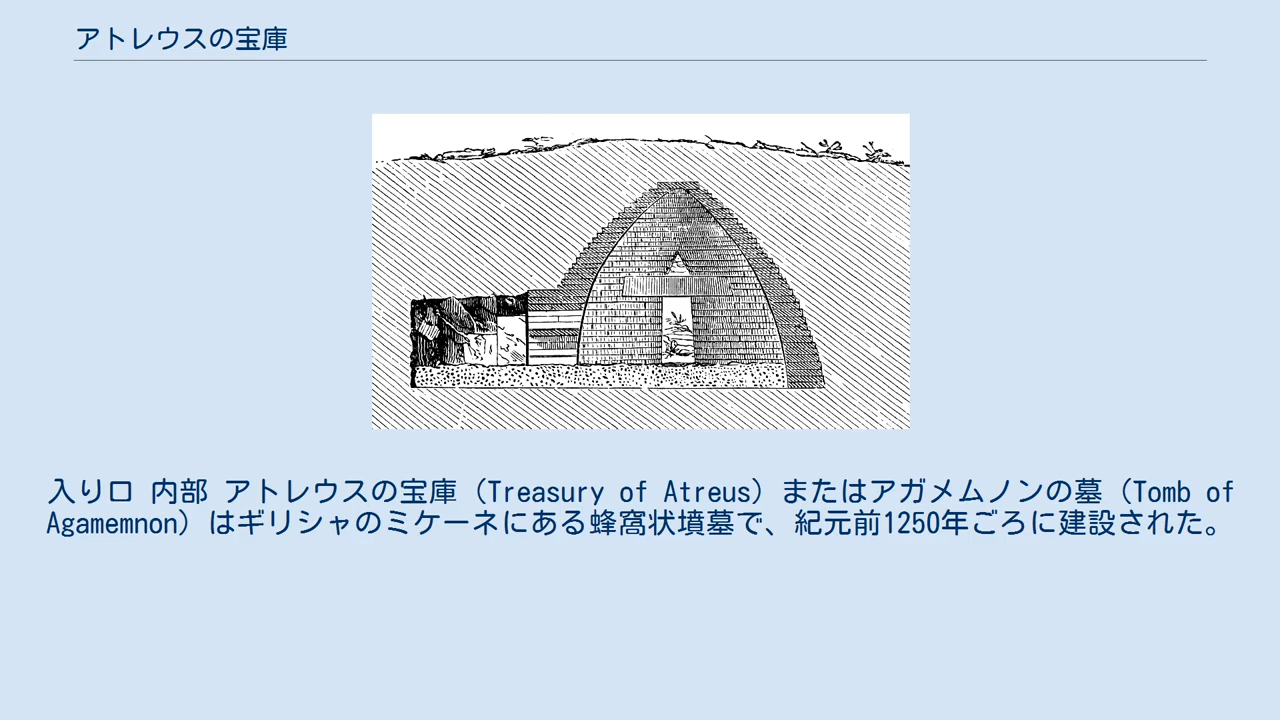 アトレウスの宝庫
入り口 内部 アトレウスの宝庫（Treasury of Atreus）またはアガメムノンの墓（Tomb of
Agamemnon）はギリシャのミケーネにある蜂窩状墳墓で、紀元前1250年ごろに建設された。